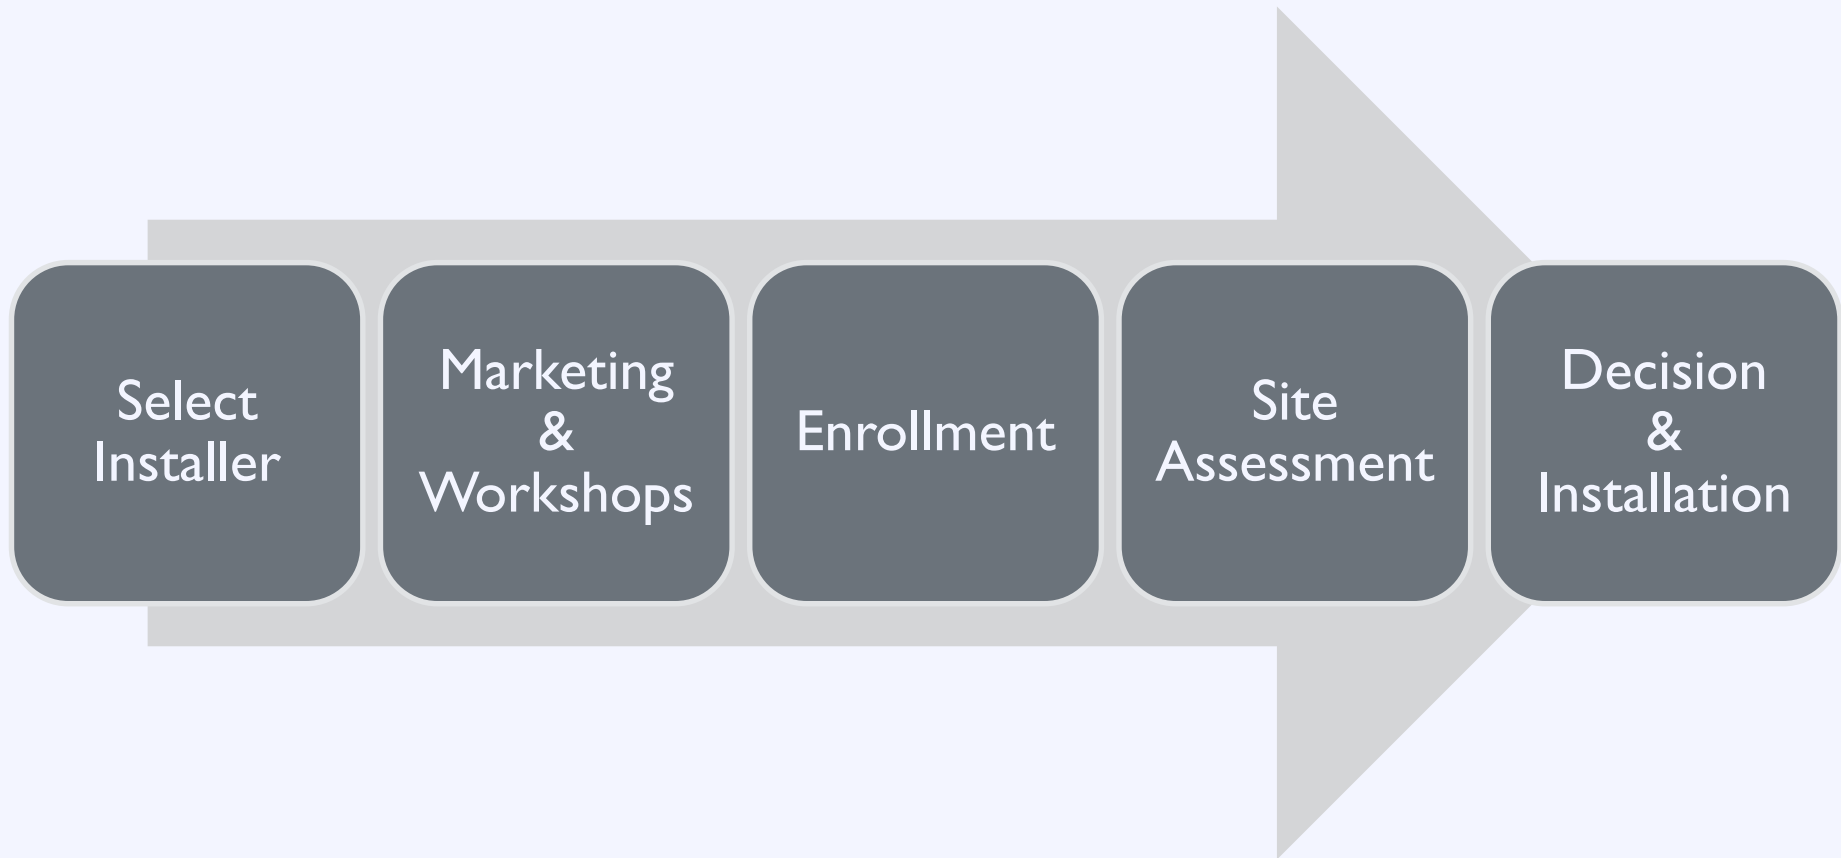 Select
Installer
Marketing
&
Workshops
Enrollment
Site
Assessment
Decision
&
Installation